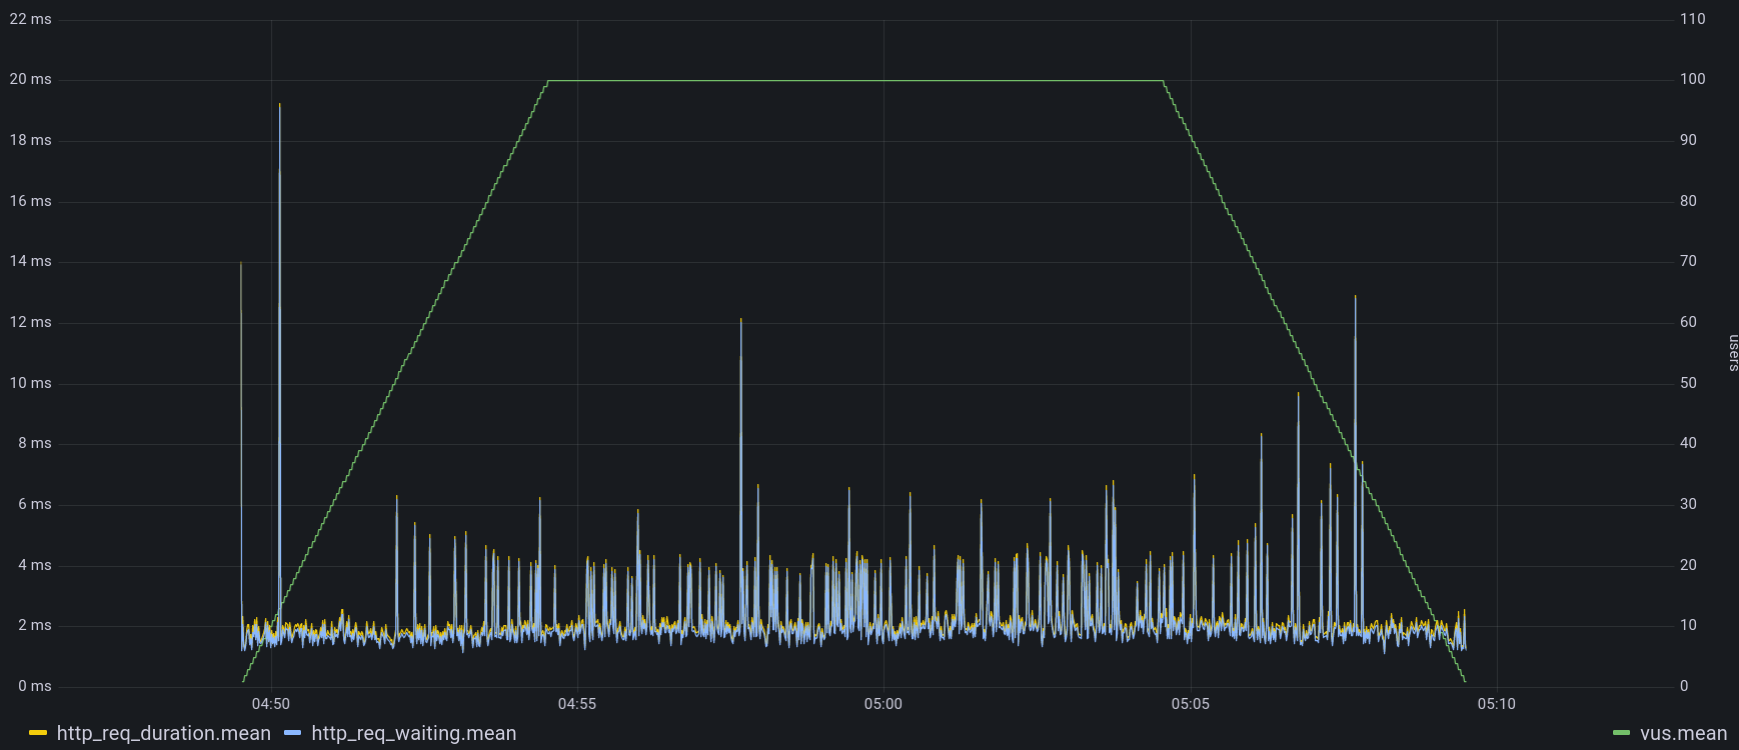 22 ms
20 ms
18 ms
16 ms
14 ms
12 ms
10 ms
8 ms
6 ms
4 ms
2 ms
0 ms
110
100
90
80
70
60
50
40
30
20
10
0
users
04:50 04:55 05:00 05:05 05:10
http_req_duration.mean http_req_waiting.mean vus.mean